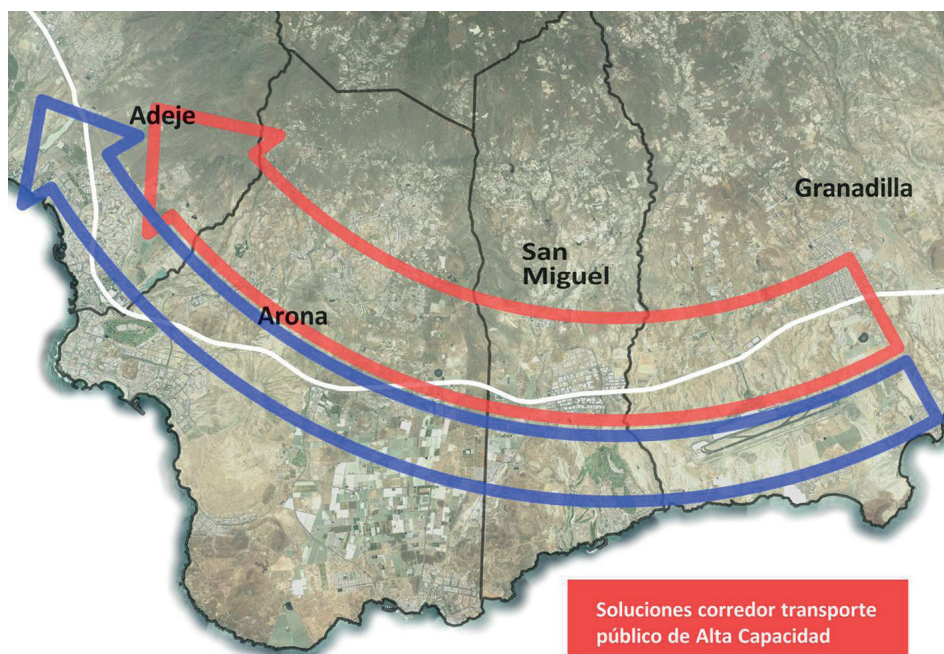 Adeje
Granadilla
San
Miguel
Arona
Soluciones corredor transporte
público de Alta Capacidad